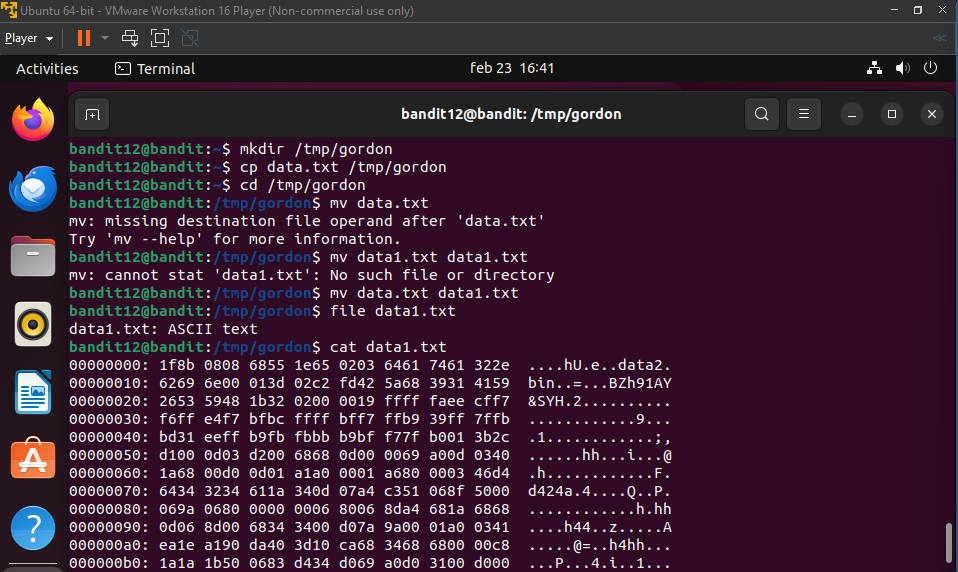 Ubuntu 64-bit - VMware Workstation 16 Player (Non-commercial use only)
Player
Activities
Terminal
feb 23 16:41
bandit12@bandit: /tmp/gordon
bandit12@bandit:~$ mkdir /tmp/gordon
bandit12@bandit:~$ cp data.txt /tmp/gordon
bandit12@bandit:~$ cd /tmp/gordon
bandit12@bandit:/tmp/gordon$ mv data.txt
mv: missing destination file operand after 'data.txt'
Try 'mv --help' for more information.
bandit12@bandit:/tmp/gordon$ mv data1.txt data1.txt
mv: cannot stat 'data1.txt': No such file or directory
bandit12@bandit:/tmp/gordon$ mv data.txt data1.txt
bandit12@bandit:/tmp/gordon$ file data1.txt
data1.txt: ASCII text
bandit12@bandit:/tmp/gordon$ cat data1.txt
00000000: 1f8b 0808 6855 1e65 0203 6461 7461 322e  ....hU.e..data2.
00000010: 6269 6e00 013d 02c2 fd42 5a68 3931 4159  bin..=...BZh91AY
00000020: 2653 5948 1b32 0200 0019 ffff faee cff7  &SYH.2..........
00000030: f6ff e4f7 bfbc ffff bff7 ffb9 39ff 7ffb  ............9...
00000040: bd31 eeff b9fb fbbb b9bf f77f b001 3b2c  .1............;,
00000050: d100 0d03 d200 6868 0d00 0069 a00d 0340  ......hh...i...@
00000060: 1a68 00d0 0d01 a1a0 0001 a680 0003 46d4  .h............F.
00000070: 6434 3234 611a 340d 07a4 c351 068f 5000  d424a.4....Q..P.
00000080: 069a 0680 0000 0006 8006 8da4 681a 6868  ............h.hh
00000090: 0d06 8d00 6834 3400 d07a 9a00 01a0 0341  ....h44..z.....A
000000a0: ea1e a190 da40 3d10 ca68 3468 6800 00c8  .....@=..h4hh...
000000b0: 1a1a 1b50 0683 d434 d069 a0d0 3100 d000  ...P...4.i..1...